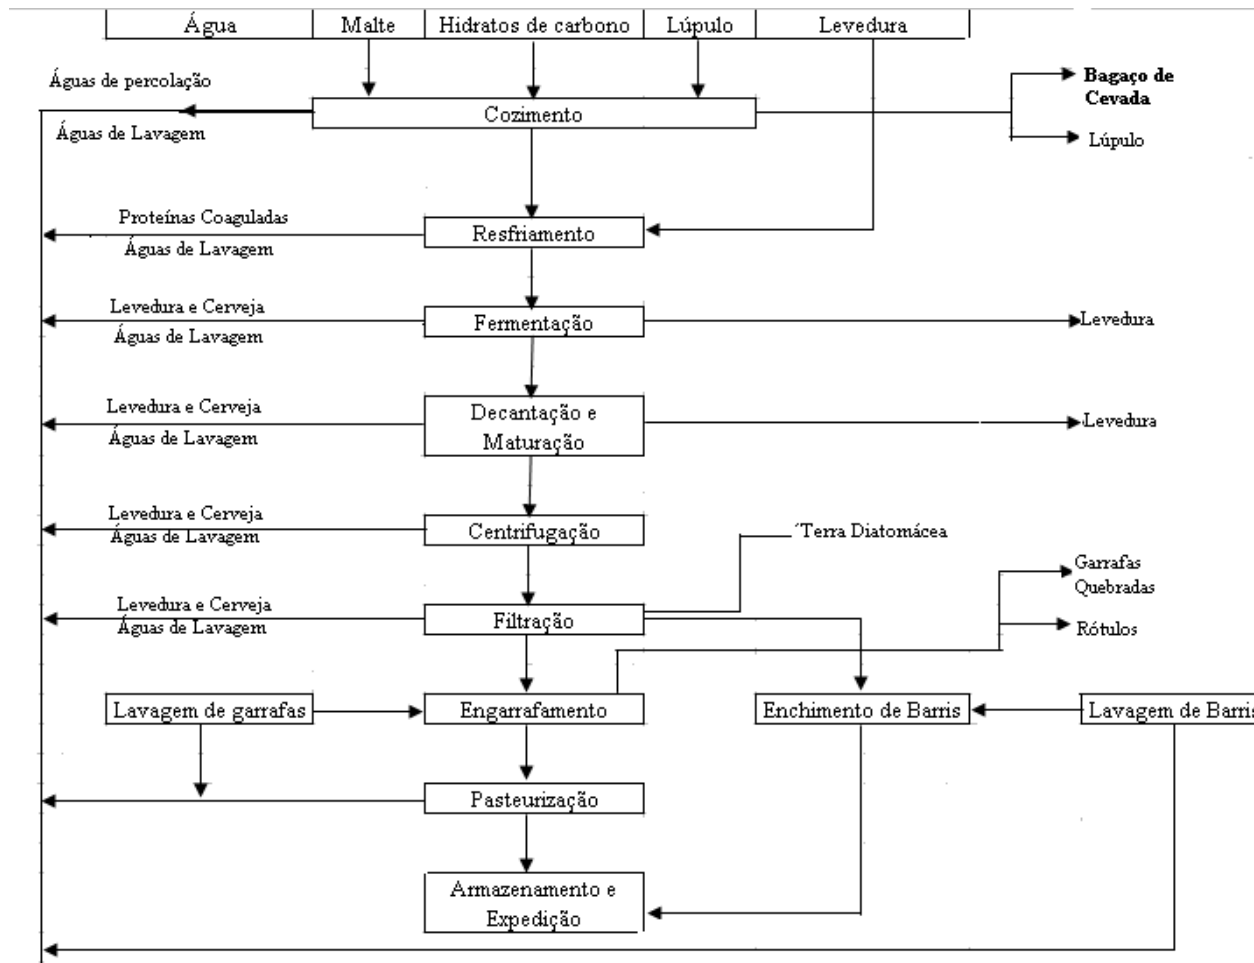 Água
Malte
Hidratos de carbono
Lúpulo
Levedura
Águas de percolação
Bagaço de
Cevada
Cozimento
Águas de Lavagem
Lúpulo
Proteínas Coaguladas
Resfriamento
Águas de Lavagem
Levedura e Cerveja
Fermentação
Levedura
Águas de Lavagem
Levedura e Cerveja
Decantação e
Maturação
Levedura
Águas de Lavagem
Levedura e Cerveja
Centrifugação
Águas de Lavagem
´Terra Diatomácea
Garrafas
Quebradas
Levedura e Cerveja
Filtração
Águas de Lavagem
Rótulos
Lavagem de garrafas
Engarrafamento
Enchimento de Barris
Lavagem de Barris
Pasteurização
Armazenamento e
Expedição